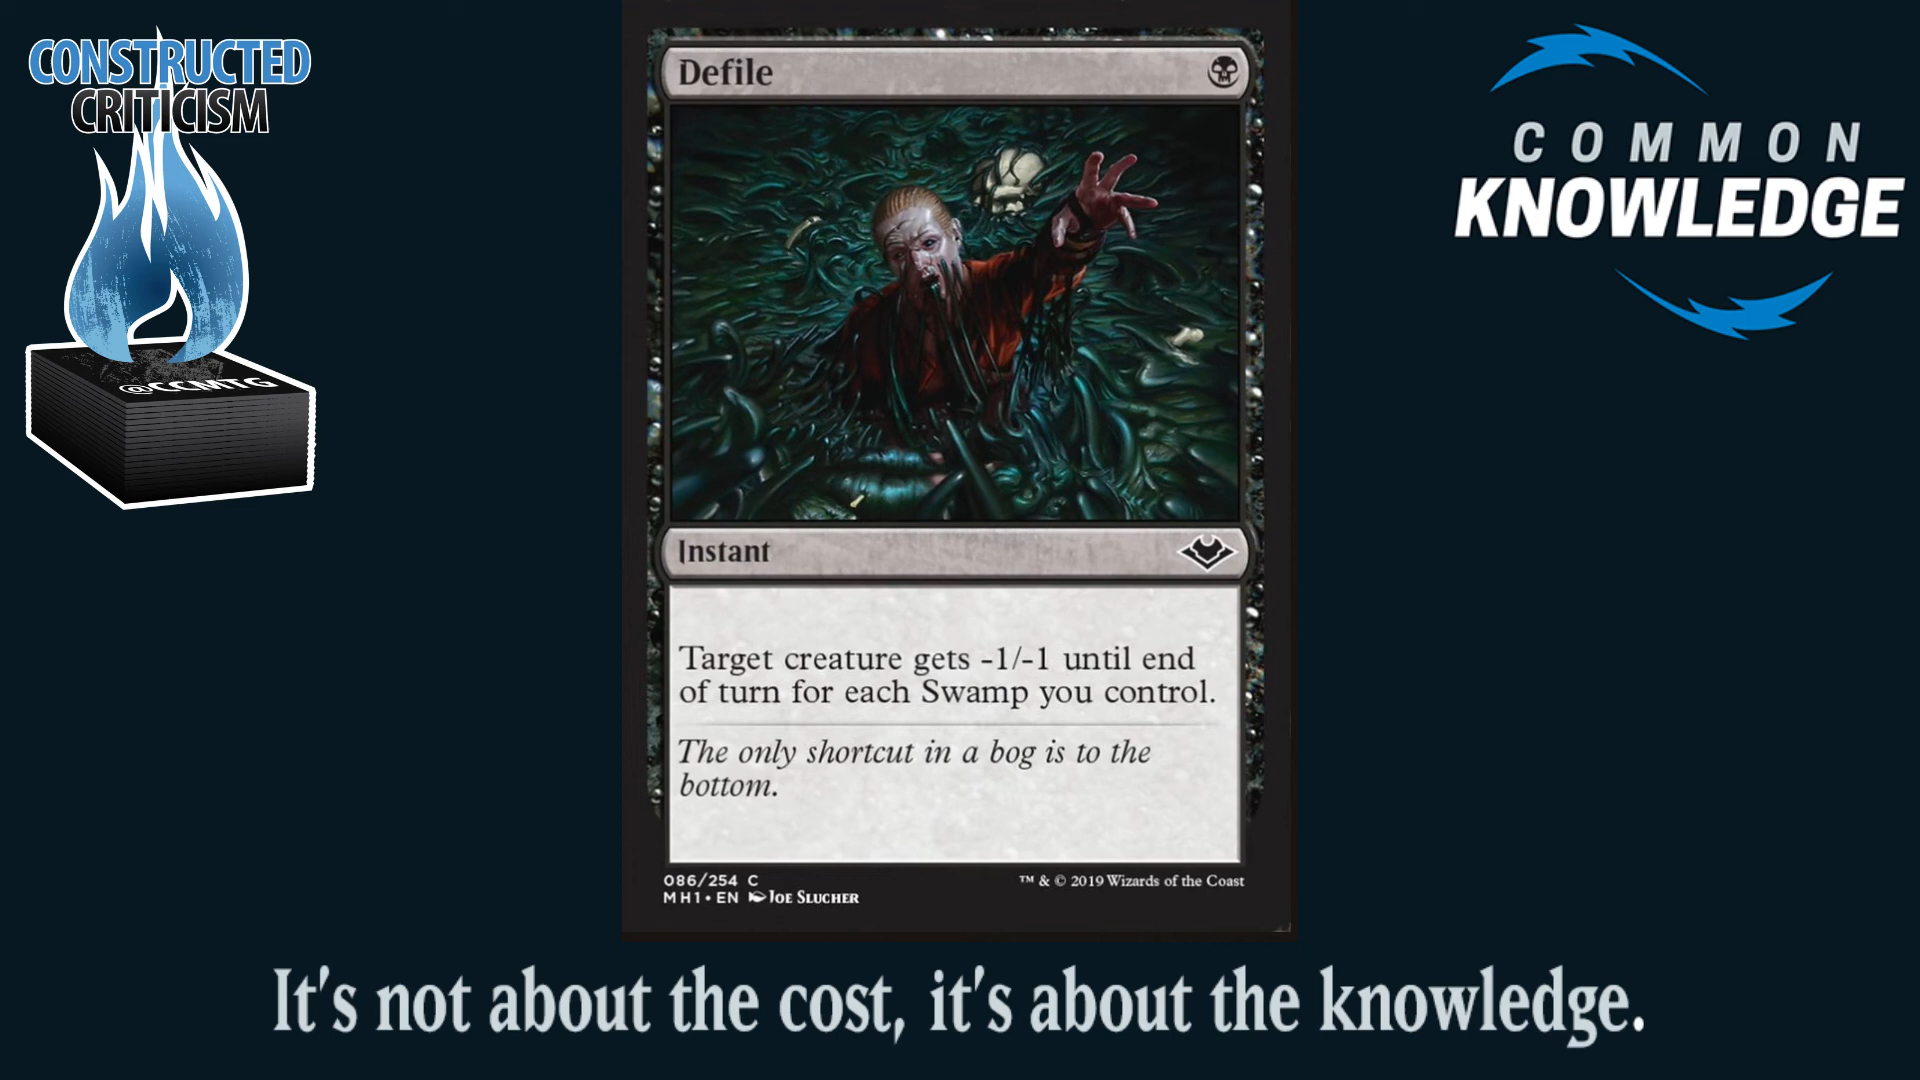 CONSTRUCTED
CRITICISM
@CCMTG
COMMON
KNOWLEDGE
Defile
Instant
Target creature gets -1/-1 until end
of turn for each Swamp you control.
The only shortcut in a bog is to the
bottom.
086/254 C
MH1•EN JOE SLUCHER
™ & © 2019 Wizards of the Coast
It's not about the cost, it's about the knowledge.